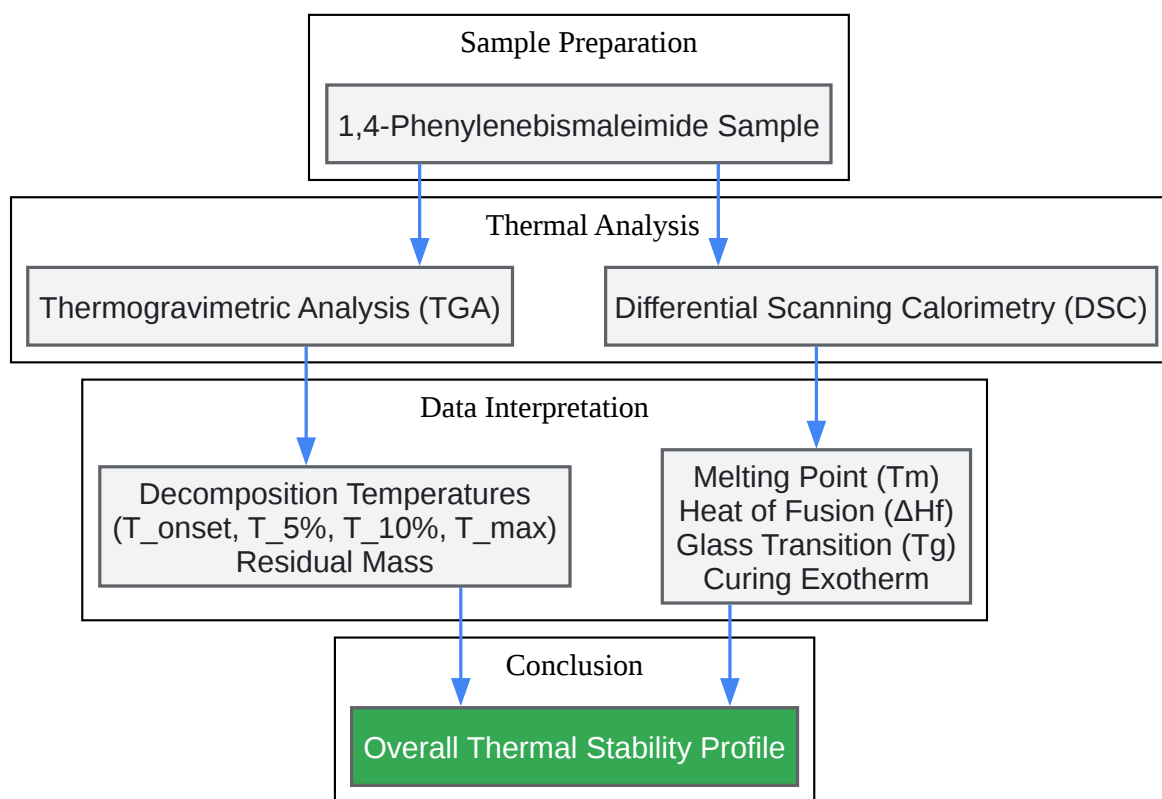 Sample Preparation
1,4-Phenylenebismaleimide Sample
Thermal Analysis
Thermogravimetric Analysis (TGA)
Differential Scanning Calorimetry (DSC)
Data Interpretation
Decomposition Temperatures
(T_onset, T_5%, T_10%, T_max)
Residual Mass
Melting Point (Tm)
Heat of Fusion (ΔHf)
Glass Transition (Tg)
Curing Exotherm
Conclusion
Overall Thermal Stability Profile